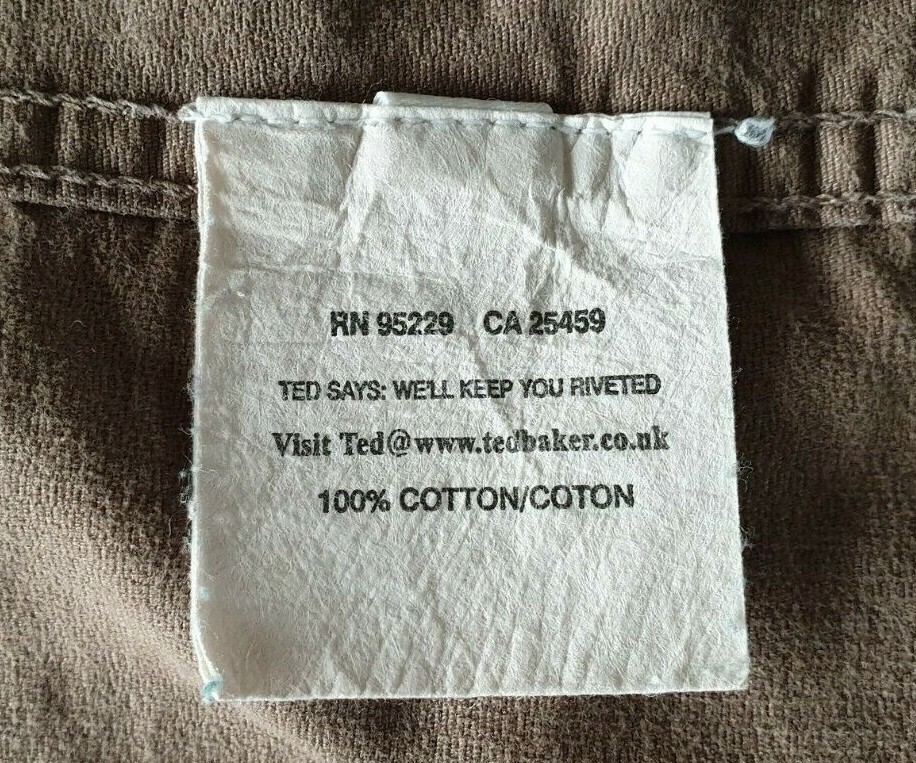 RN 95229 CA 25459
TED SAYS: WE'LL KEEP YOU RIVETED
Visit Ted@www.tedbaker.co.uk
100% COTTON/COTON